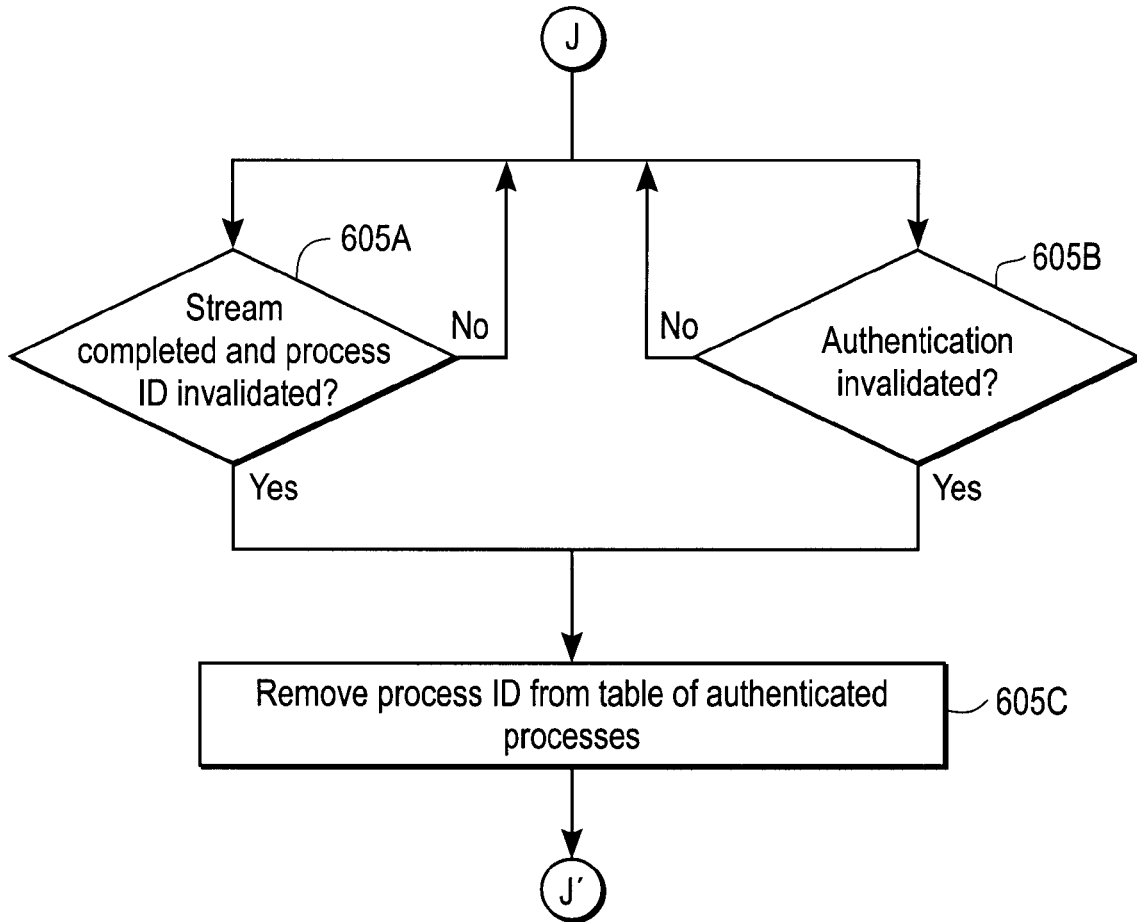 J
605A
Stream
completed and process
ID invalidated?
No
Yes
605B
No
Authentication
invalidated?
Yes
Remove process ID from table of authenticated
processes
605C
J´